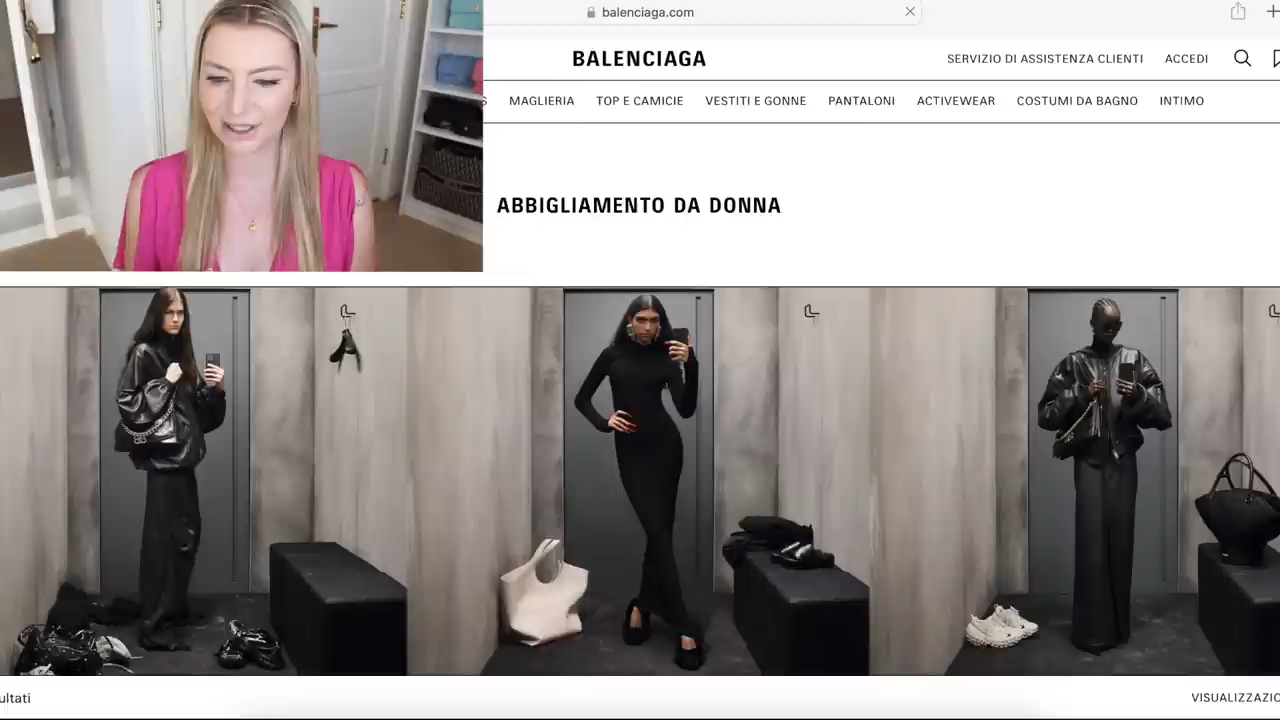 balenciaga.com
BALENCIAGA
SERVIZIO DI ASSISTENZA CLIENTI ACCEDI
S MAGLIERIA TOP E CAMICIE VESTITI E GONNE PANTALONI ACTIVEWEAR COSTUMI DA BAGNO INTIMO
ABBIGLIAMENTO DA DONNA
ultati
VISUALIZZAZIO